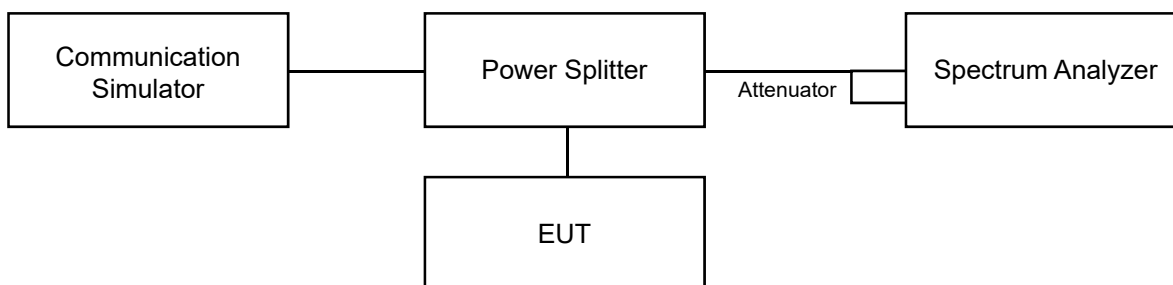 Communication
Simulator
Power Splitter
Attenuator
Spectrum Analyzer
EUT